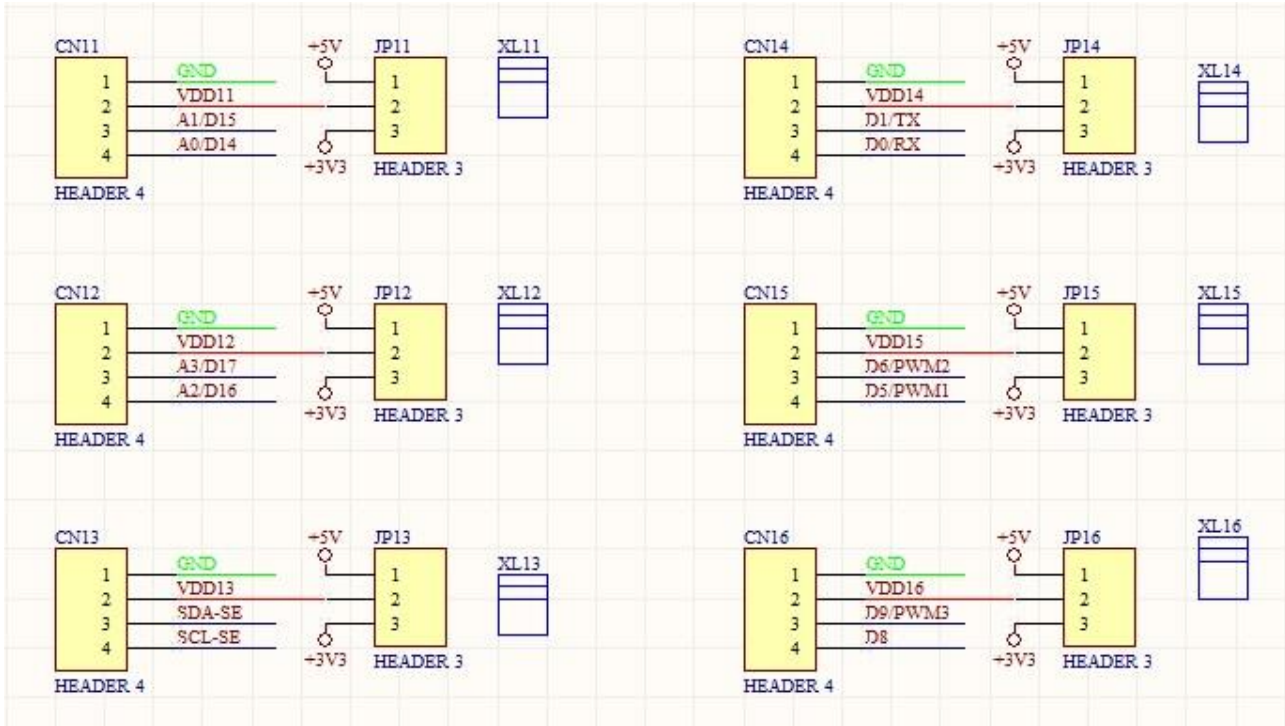 CN11
1
2
3
4
HEADER 4
GND
VDD11
A1/D15
A0/D14
+5V
+3V3
JP11
1
2
3
HEADER 3
XL11
CN14
1
2
3
4
HEADER 4
GND
VDD14
D1/TX
D0/RX
+5V
+3V3
JP14
1
2
3
HEADER 3
XL14
CN12
1
2
3
4
HEADER 4
GND
VDD12
A3/D17
A2/D16
+5V
+3V3
JP12
1
2
3
HEADER 3
XL12
CN15
1
2
3
4
HEADER 4
GND
VDD15
D6/PWM2
D5/PWM1
+5V
+3V3
JP15
1
2
3
HEADER 3
XL15
CN13
1
2
3
4
HEADER 4
GND
VDD13
SDA-SE
SCL-SE
+5V
+3V3
JP13
1
2
3
HEADER 3
XL13
CN16
1
2
3
4
HEADER 4
GND
VDD16
D9/PWM3
D8
+5V
+3V3
JP16
1
2
3
HEADER 3
XL16